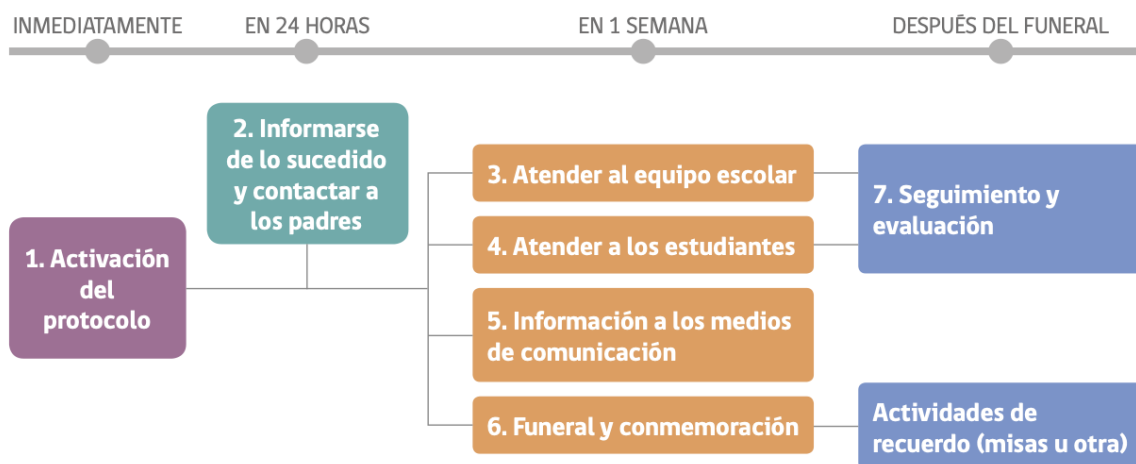 INMEDIATAMENTE
EN 24 HORAS
EN 1 SEMANA
DESPUÉS DEL FUNERAL
1. Activación
del
protocolo
2. Informarse
de lo sucedido
y contactar a
los padres
3. Atender al equipo escolar
4. Atender a los estudiantes
5. Información a los medios
de comunicación
6. Funeral y conmemoración
7. Seguimiento y
evaluación
Actividades de
recuerdo (misas u otra)